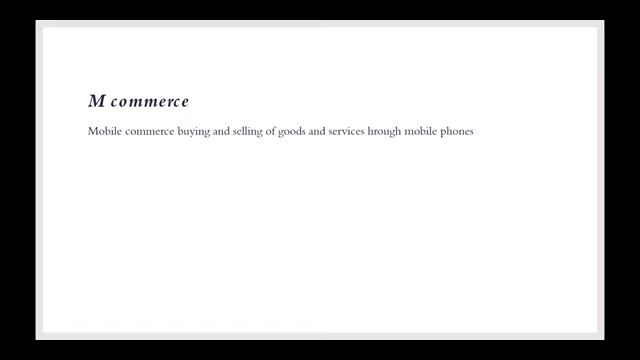 M commerce
Mobile commerce buying and selling of goods and services hrough mobile phones